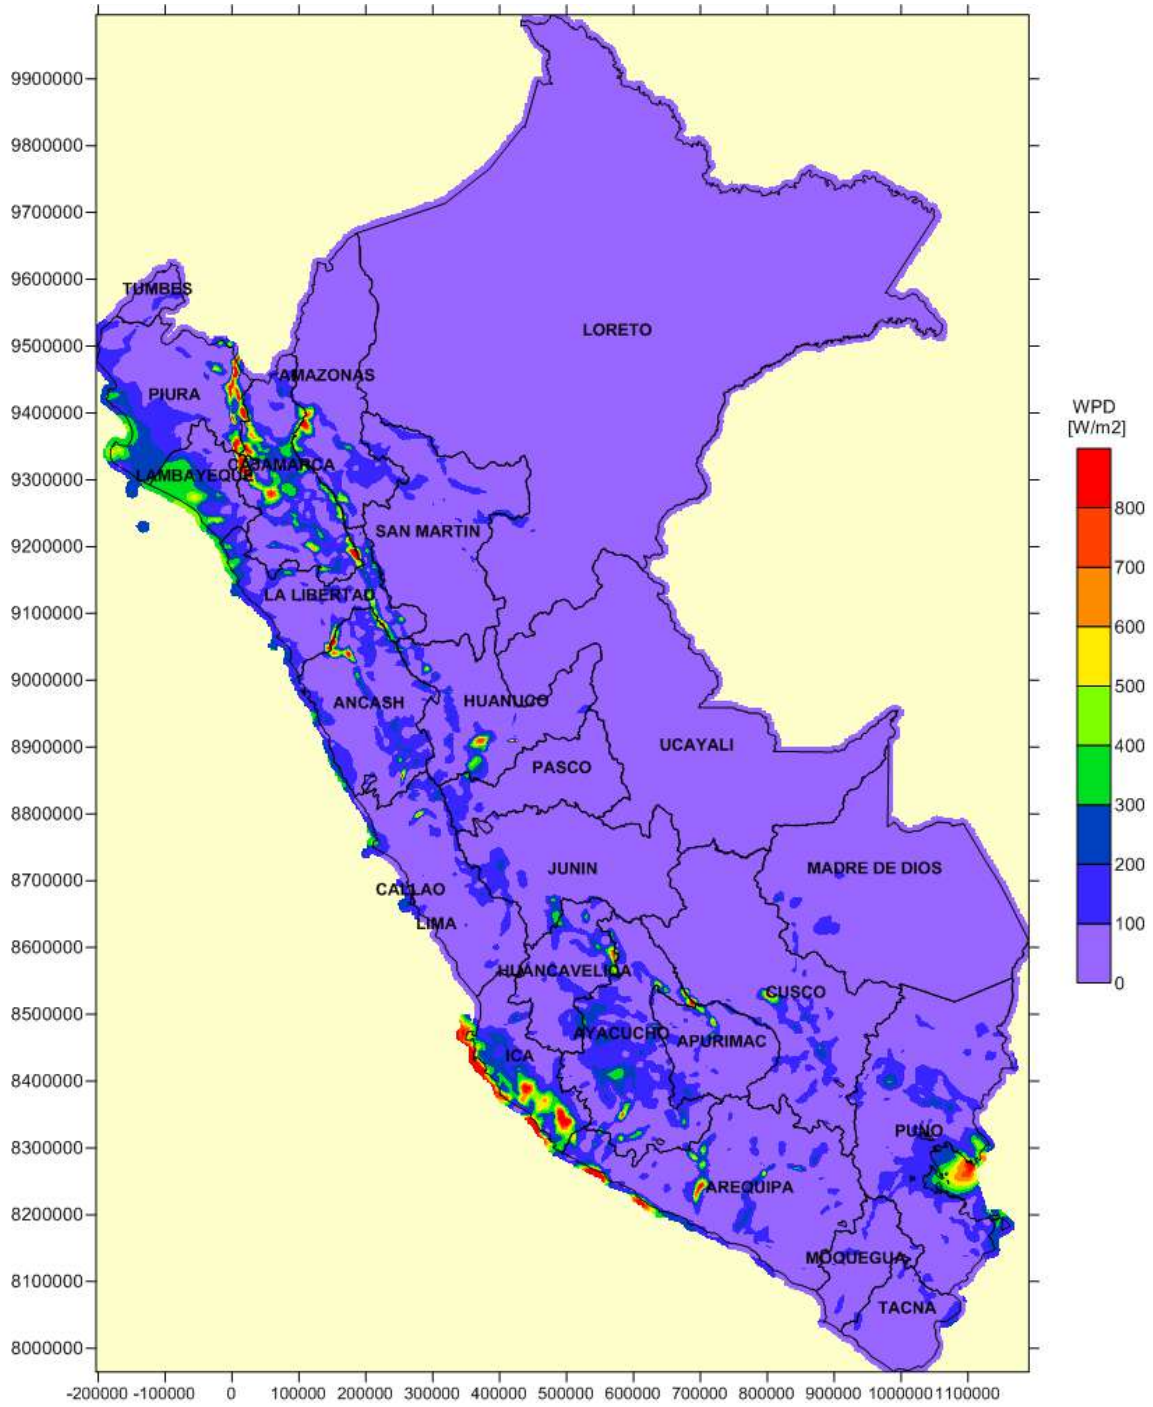 9900000
9800000
9700000
9600000
9500000
9400000
9300000
9200000
9100000
9000000
8900000
8800000
8700000
8600000
8500000
8400000
8300000
8200000
8100000
8000000
TUMBES
LORETO
AMAZONAS
PIURA
CAJAMARCA
LAMBAYEQUE
SAN MARTIN
LA LIBERTAD
ANCASH
HUANUCO
UCAYALI
PASCO
JUNIN
MADRE DE DIOS
CALLAO
LIMA
HUANCAVELICA
CUSCO
AYACUCHO
APURIMAC
ICA
PUNO
AREQUIPA
MOQUEGUA
TACNA
WPD
[W/m2]
800
700
600
500
400
300
200
100
0
-200000 -100000 0 100000 200000 300000 400000 500000 600000 700000 800000 900000 1000000 1100000